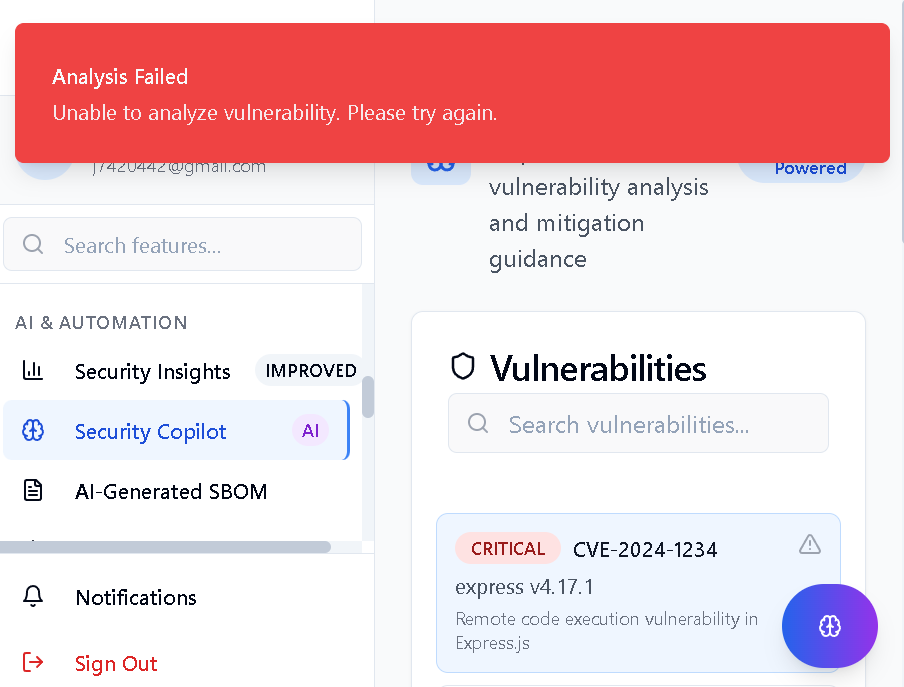 Analysis Failed
Unable to analyze vulnerability. Please try again.
j7420442@gmail.com
Search features...
AI & AUTOMATION
Security Insights IMPROVED
Security Copilot AI
AI-Generated SBOM
Notifications
Sign Out
Powered
vulnerability analysis
and mitigation
guidance
Vulnerabilities
Search vulnerabilities...
CRITICAL CVE-2024-1234
express v4.17.1
Remote code execution vulnerability in
Express.js